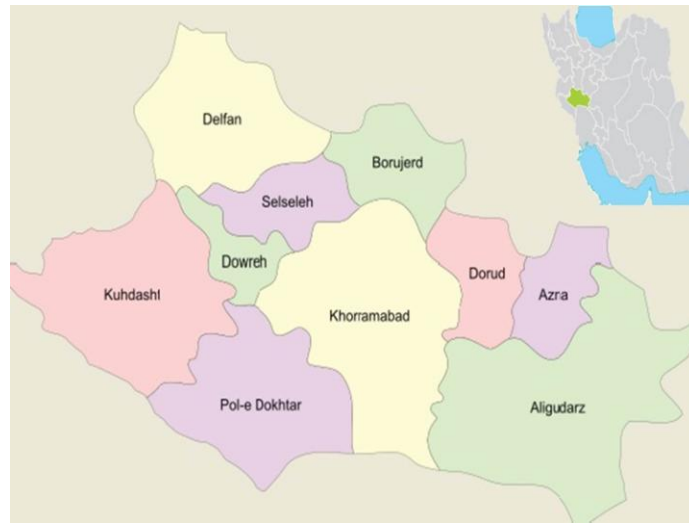 Delfan
Borujerd
Selseleh
Dowreh
Dorud
Kuhdasht
Azra
Khorramabad
Pol-e Dokhtar
Aligudarz